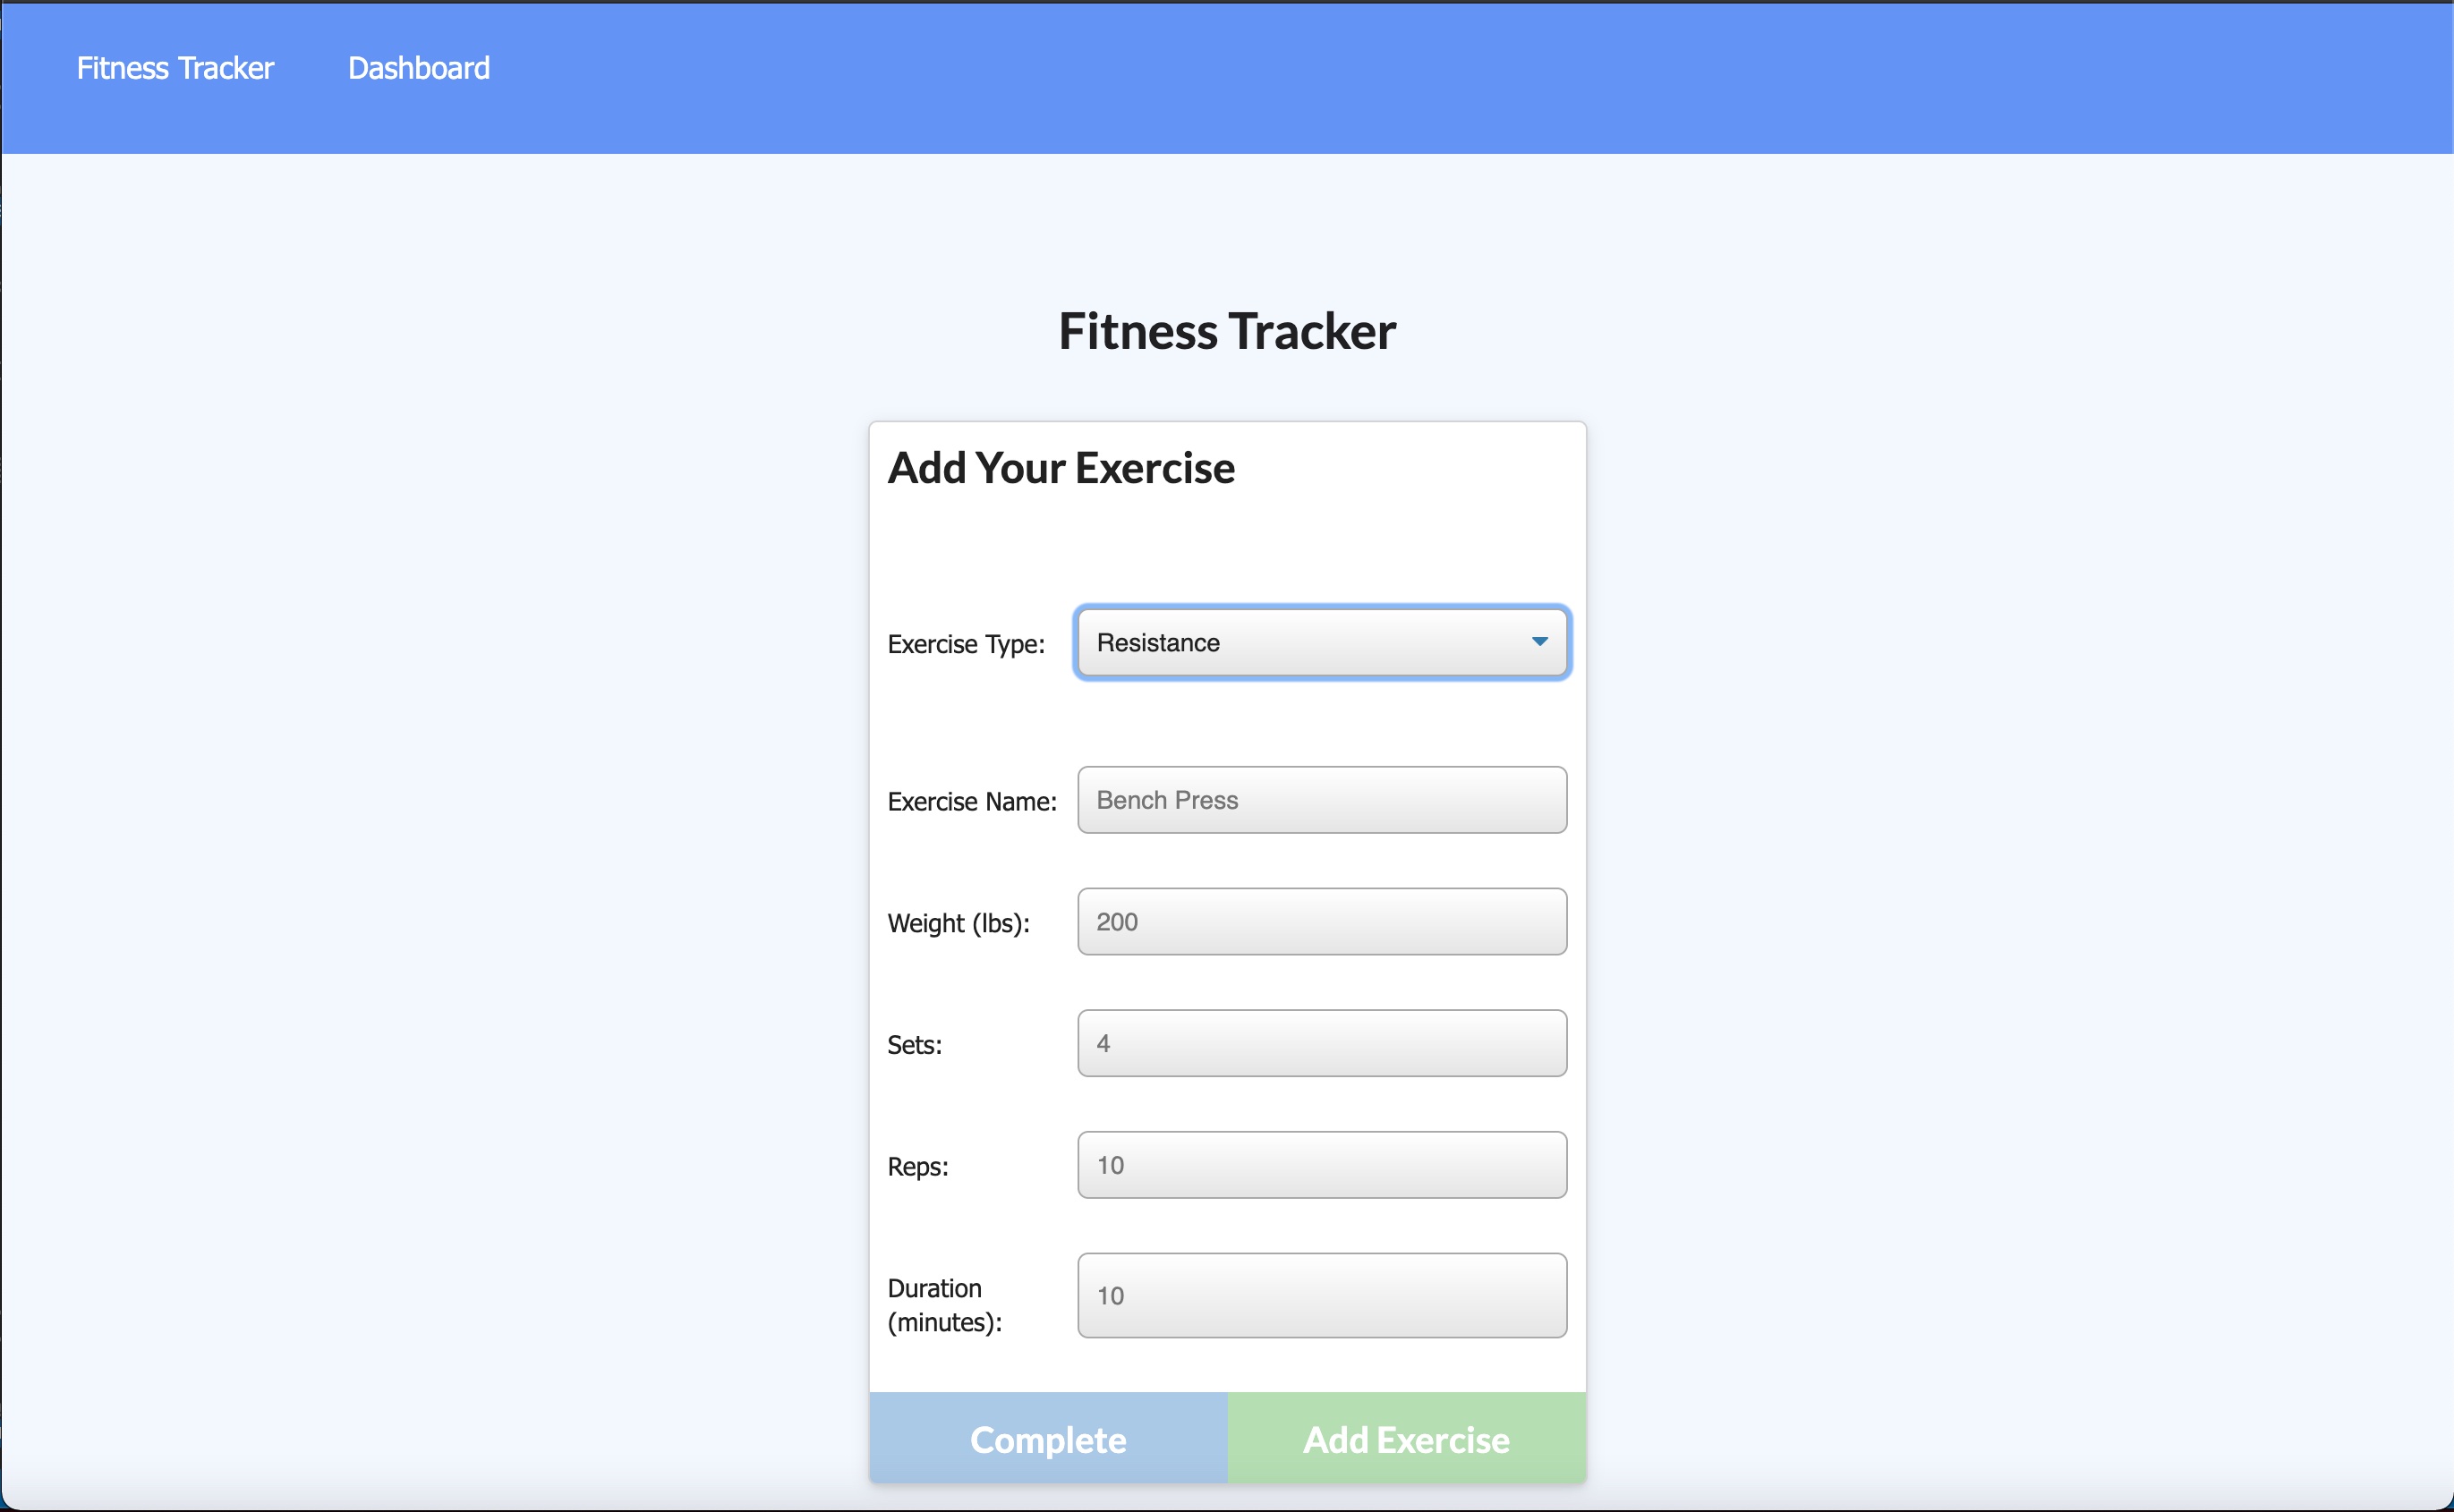 Fitness Tracker Dashboard
Fitness Tracker
Add Your Exercise
Exercise Type: Resistance
Exercise Name: Bench Press
Weight (lbs): 200
Sets: 4
Reps: 10
Duration
(minutes): 10
Complete Add Exercise